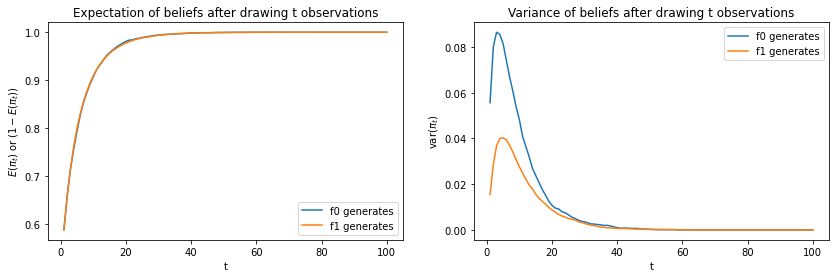 Expectation of beliefs after drawing t observations
E(π_t) or (1 − E(π_t))
1.0
0.9
0.8
0.7
0.6
0
20
40
60
80
100
t
f0 generates
f1 generates
Variance of beliefs after drawing t observations
var(π_t)
0.08
0.06
0.04
0.02
0.00
0
20
40
60
80
100
t
f0 generates
f1 generates